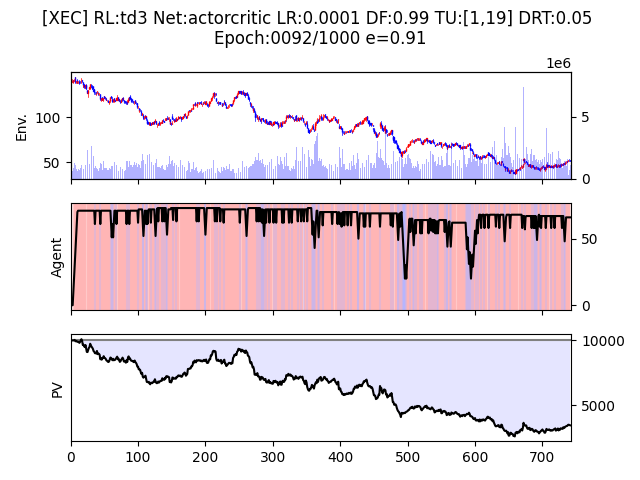 [XEC] RL:td3 Net:actorcritic LR:0.0001 DF:0.99 TU:[1,19] DRT:0.05
Epoch:0092/1000 e=0.91
1e6
Env.
100
50
5
0
Agent
50
0
PV
10000
5000
0 100 200 300 400 500 600 700